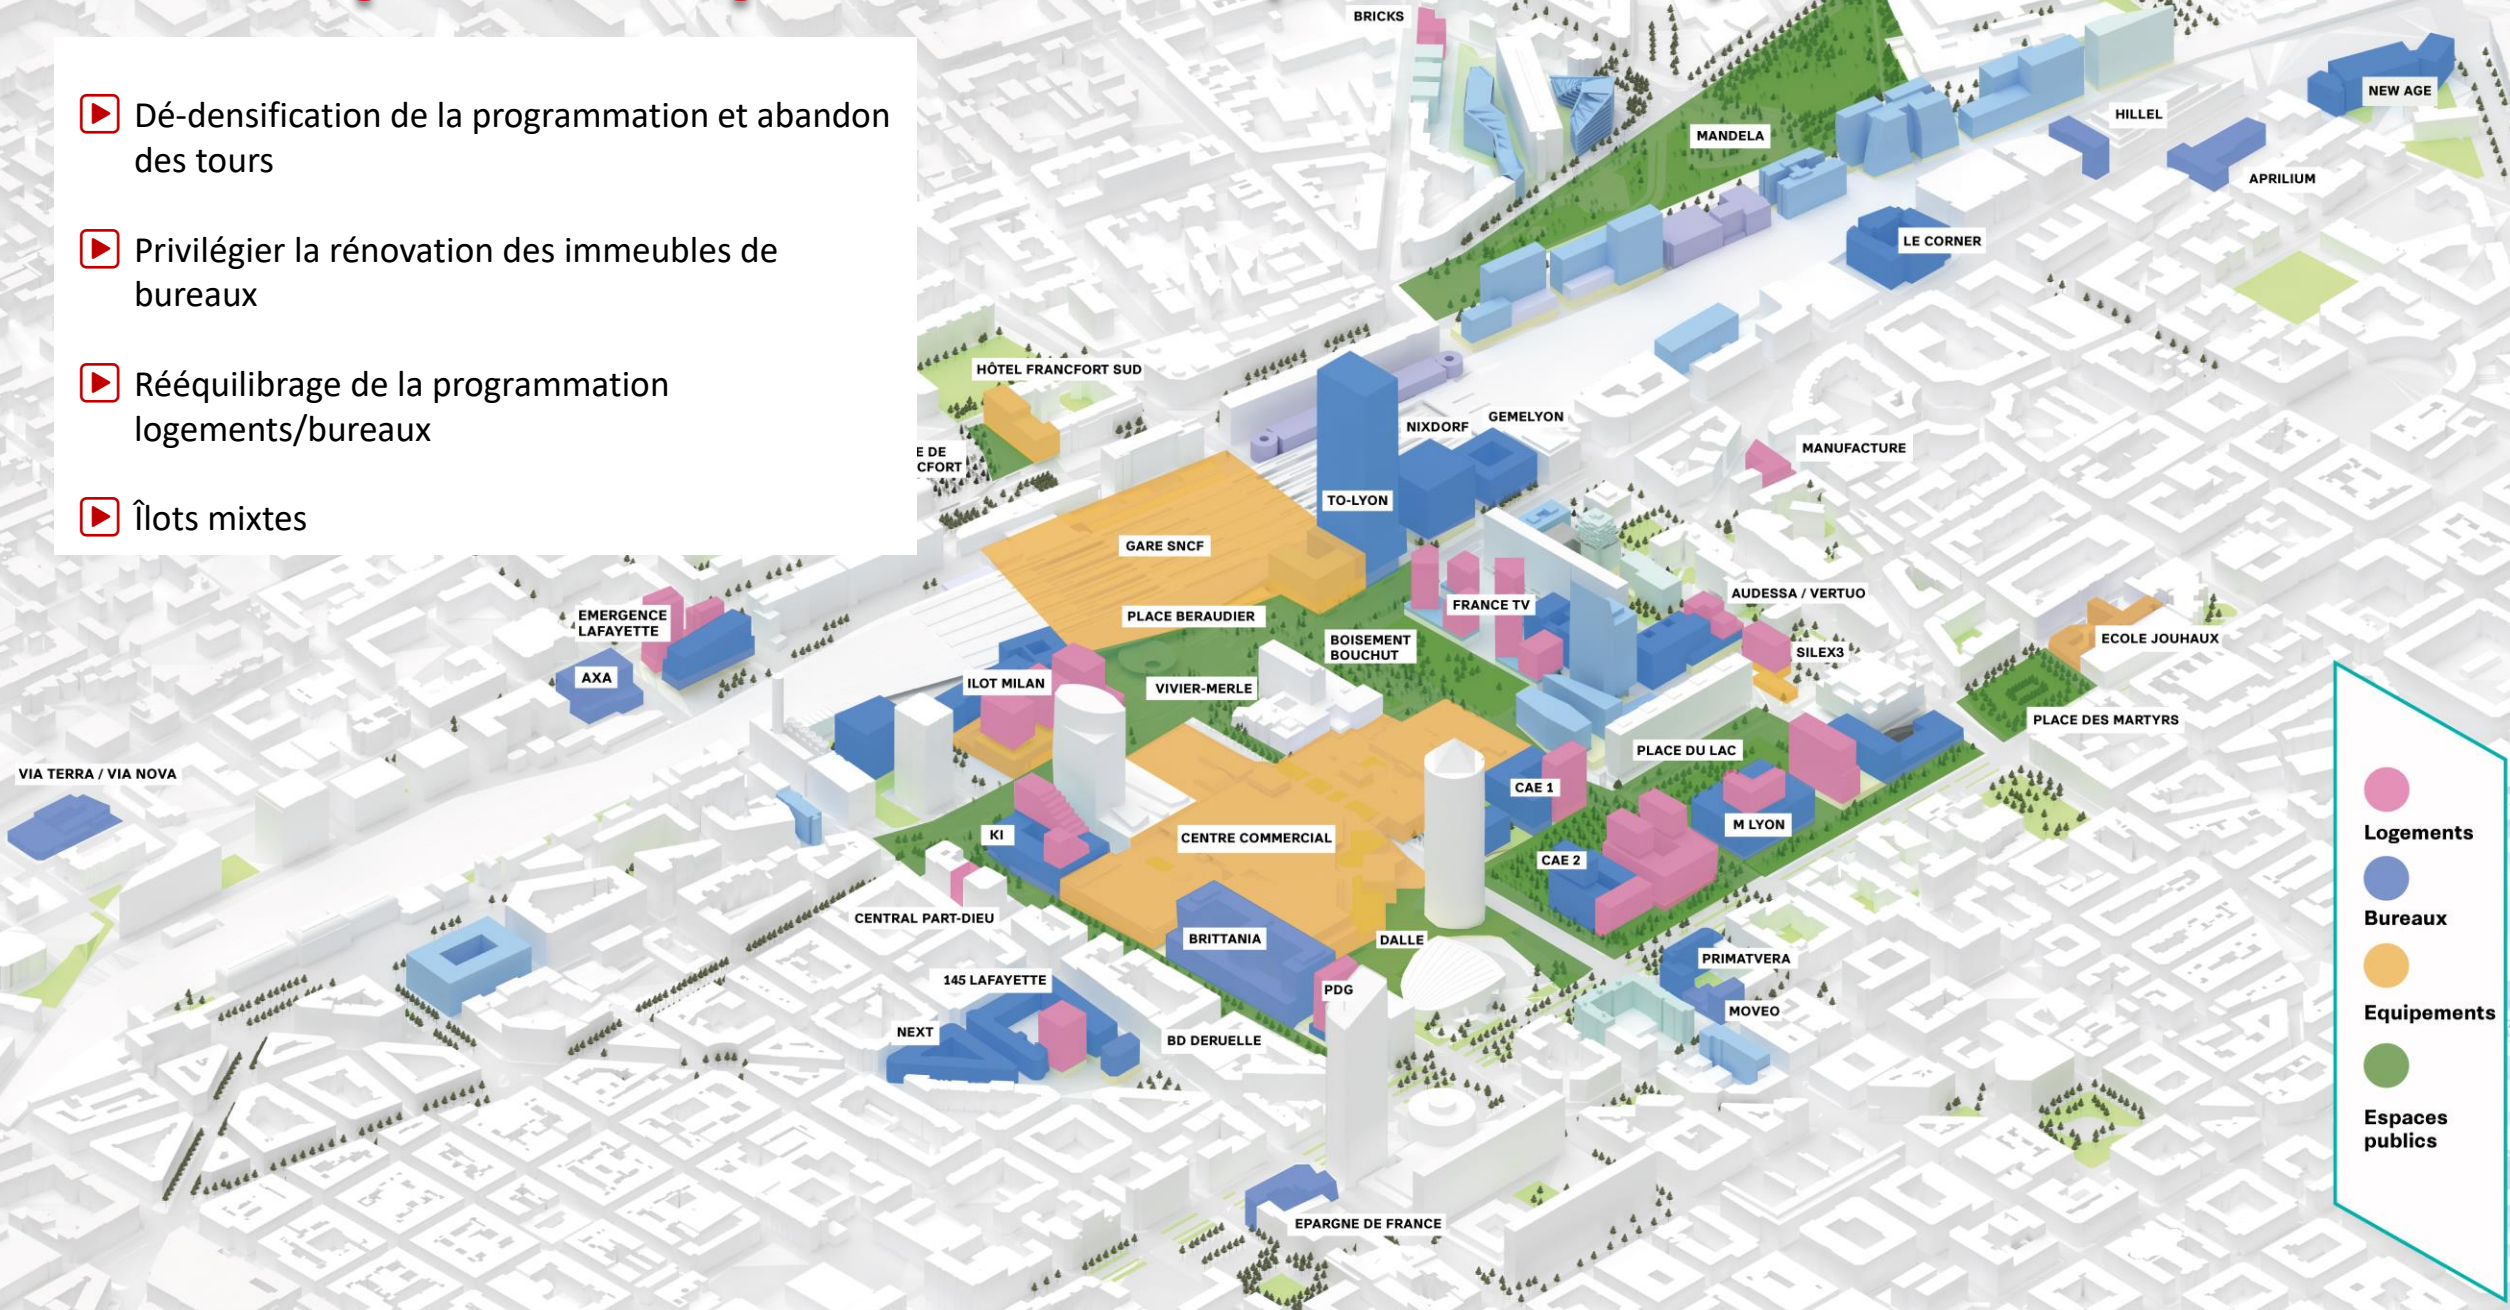 Dé-densification de la programmation et abandon
des tours
Privilégier la rénovation des immeubles de
bureaux
Rééquilibrage de la programmation
logements/bureaux
Îlots mixtes
BRICKS
NEW AGE
HILLEL
MANDELA
APRILIUM
LE CORNER
HÔTEL FRANCFORT SUD
GEMELYON
NIXDORF
MANUFACTURE
E DE
CFORT
TO-LYON
GARE SNCF
AUDESSA / VERTUO
FRANCE TV
EMERGENCE
LAFAYETTE
PLACE BERAUDIER
BOISEMENT
BOUCHUT
ECOLE JOUHAUX
SILEX3
AXA
ILOT MILAN
VIVIER-MERLE
PLACE DES MARTYRS
PLACE DU LAC
VIA TERRA / VIA NOVA
CAE 1
M LYON
KI
CENTRE COMMERCIAL
CAE 2
CENTRAL PART-DIEU
BRITTANIA
DALLE
PRIMATVERA
145 LAFAYETTE
PDG
MOVEO
NEXT
BD DERUELLE
EPARGNE DE FRANCE
Logements
Bureaux
Equipements
Espaces
publics